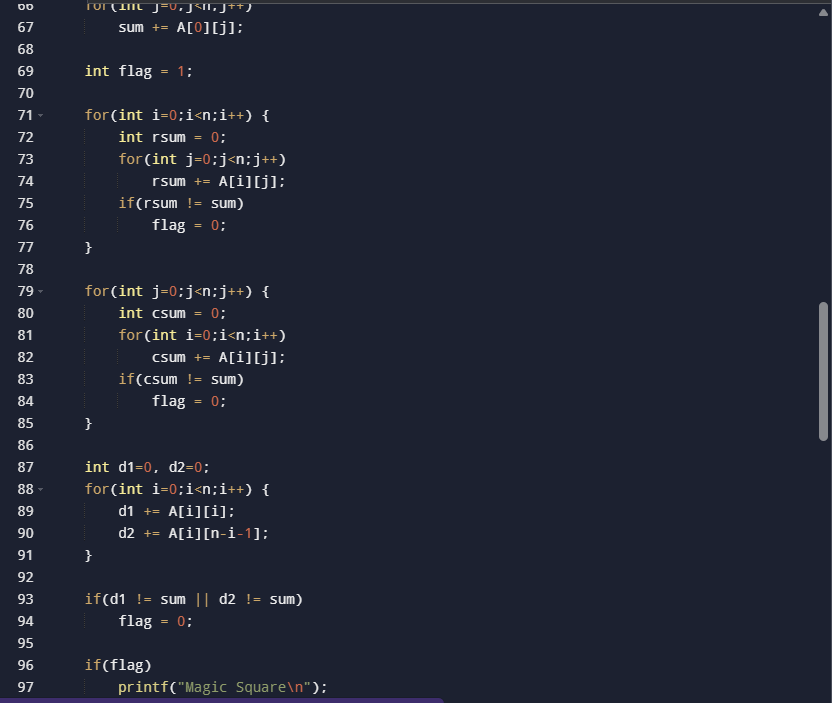 66 for(int j=0;j<n;j++)
67 sum += A[0][j];
68
69 int flag = 1;
70
71 for(int i=0;i<n;i++) {
72 int rsum = 0;
73 for(int j=0;j<n;j++)
74 rsum += A[i][j];
75 if(rsum != sum)
76 flag = 0;
77 }
78
79 for(int j=0;j<n;j++) {
80 int csum = 0;
81 for(int i=0;i<n;i++)
82 csum += A[i][j];
83 if(csum != sum)
84 flag = 0;
85 }
86
87 int d1=0, d2=0;
88 for(int i=0;i<n;i++) {
89 d1 += A[i][i];
90 d2 += A[i][n-i-1];
91 }
92
93 if(d1 != sum || d2 != sum)
94 flag = 0;
95
96 if(flag)
97 printf("Magic Square\n");